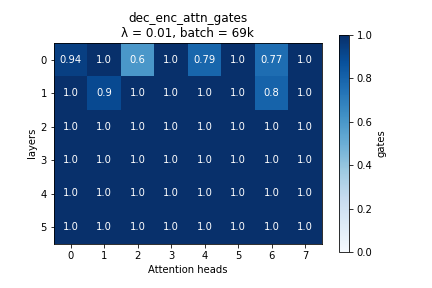 dec_enc_attn_gates
λ = 0.01, batch = 69k
0 0.94 1.0 0.6 1.0 0.79 1.0 0.77 1.0
1 1.0 0.9 1.0 1.0 1.0 1.0 0.8 1.0
2 1.0 1.0 1.0 1.0 1.0 1.0 1.0 1.0
3 1.0 1.0 1.0 1.0 1.0 1.0 1.0 1.0
4 1.0 1.0 1.0 1.0 1.0 1.0 1.0 1.0
5 1.0 1.0 1.0 1.0 1.0 1.0 1.0 1.0
layers
0 1 2 3 4 5 6 7
Attention heads
1.0
0.8
0.6
0.4
0.2
0.0
gates